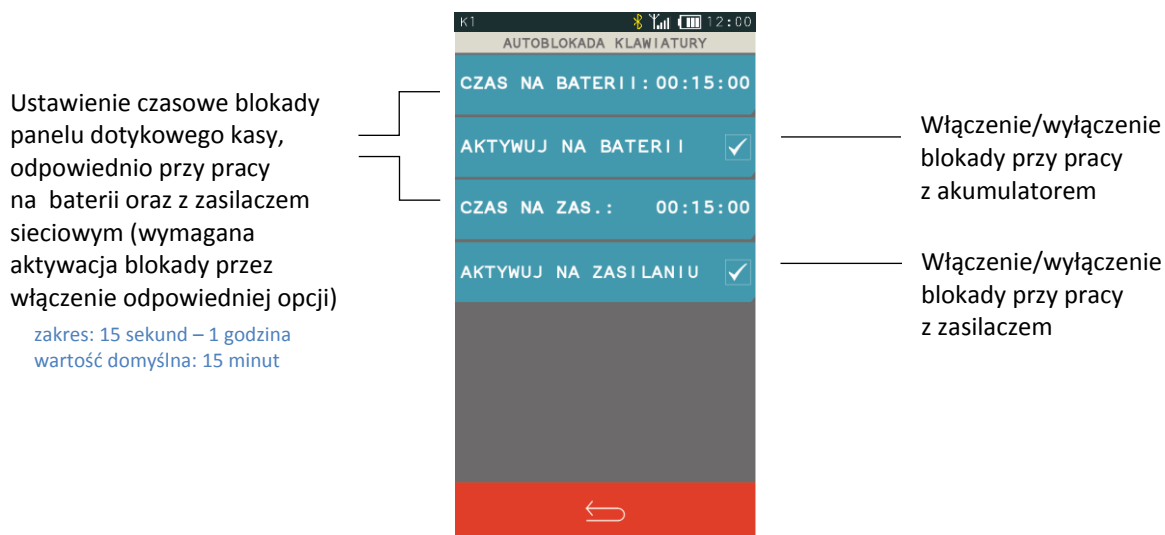 Ustawienie czasowe blokady
panelu dotykowego kasy,
odpowiednio przy pracy
na baterii oraz z zasilaczem
sieciowym (wymagana
aktywacja blokady przez
włączenie odpowiedniej opcji)
zakres: 15 sekund – 1 godzina
wartość domyślna: 15 minut
K1 12:00
AUTOBLOKADA KLAWIATURY
CZAS NA BATERII: 00:15:00
AKTYWUJ NA BATERII
CZAS NA ZAS.: 00:15:00
AKTYWUJ NA ZASILANIU
Włączenie/wyłączenie
blokady przy pracy
z akumulatorem
Włączenie/wyłączenie
blokady przy pracy
z zasilaczem